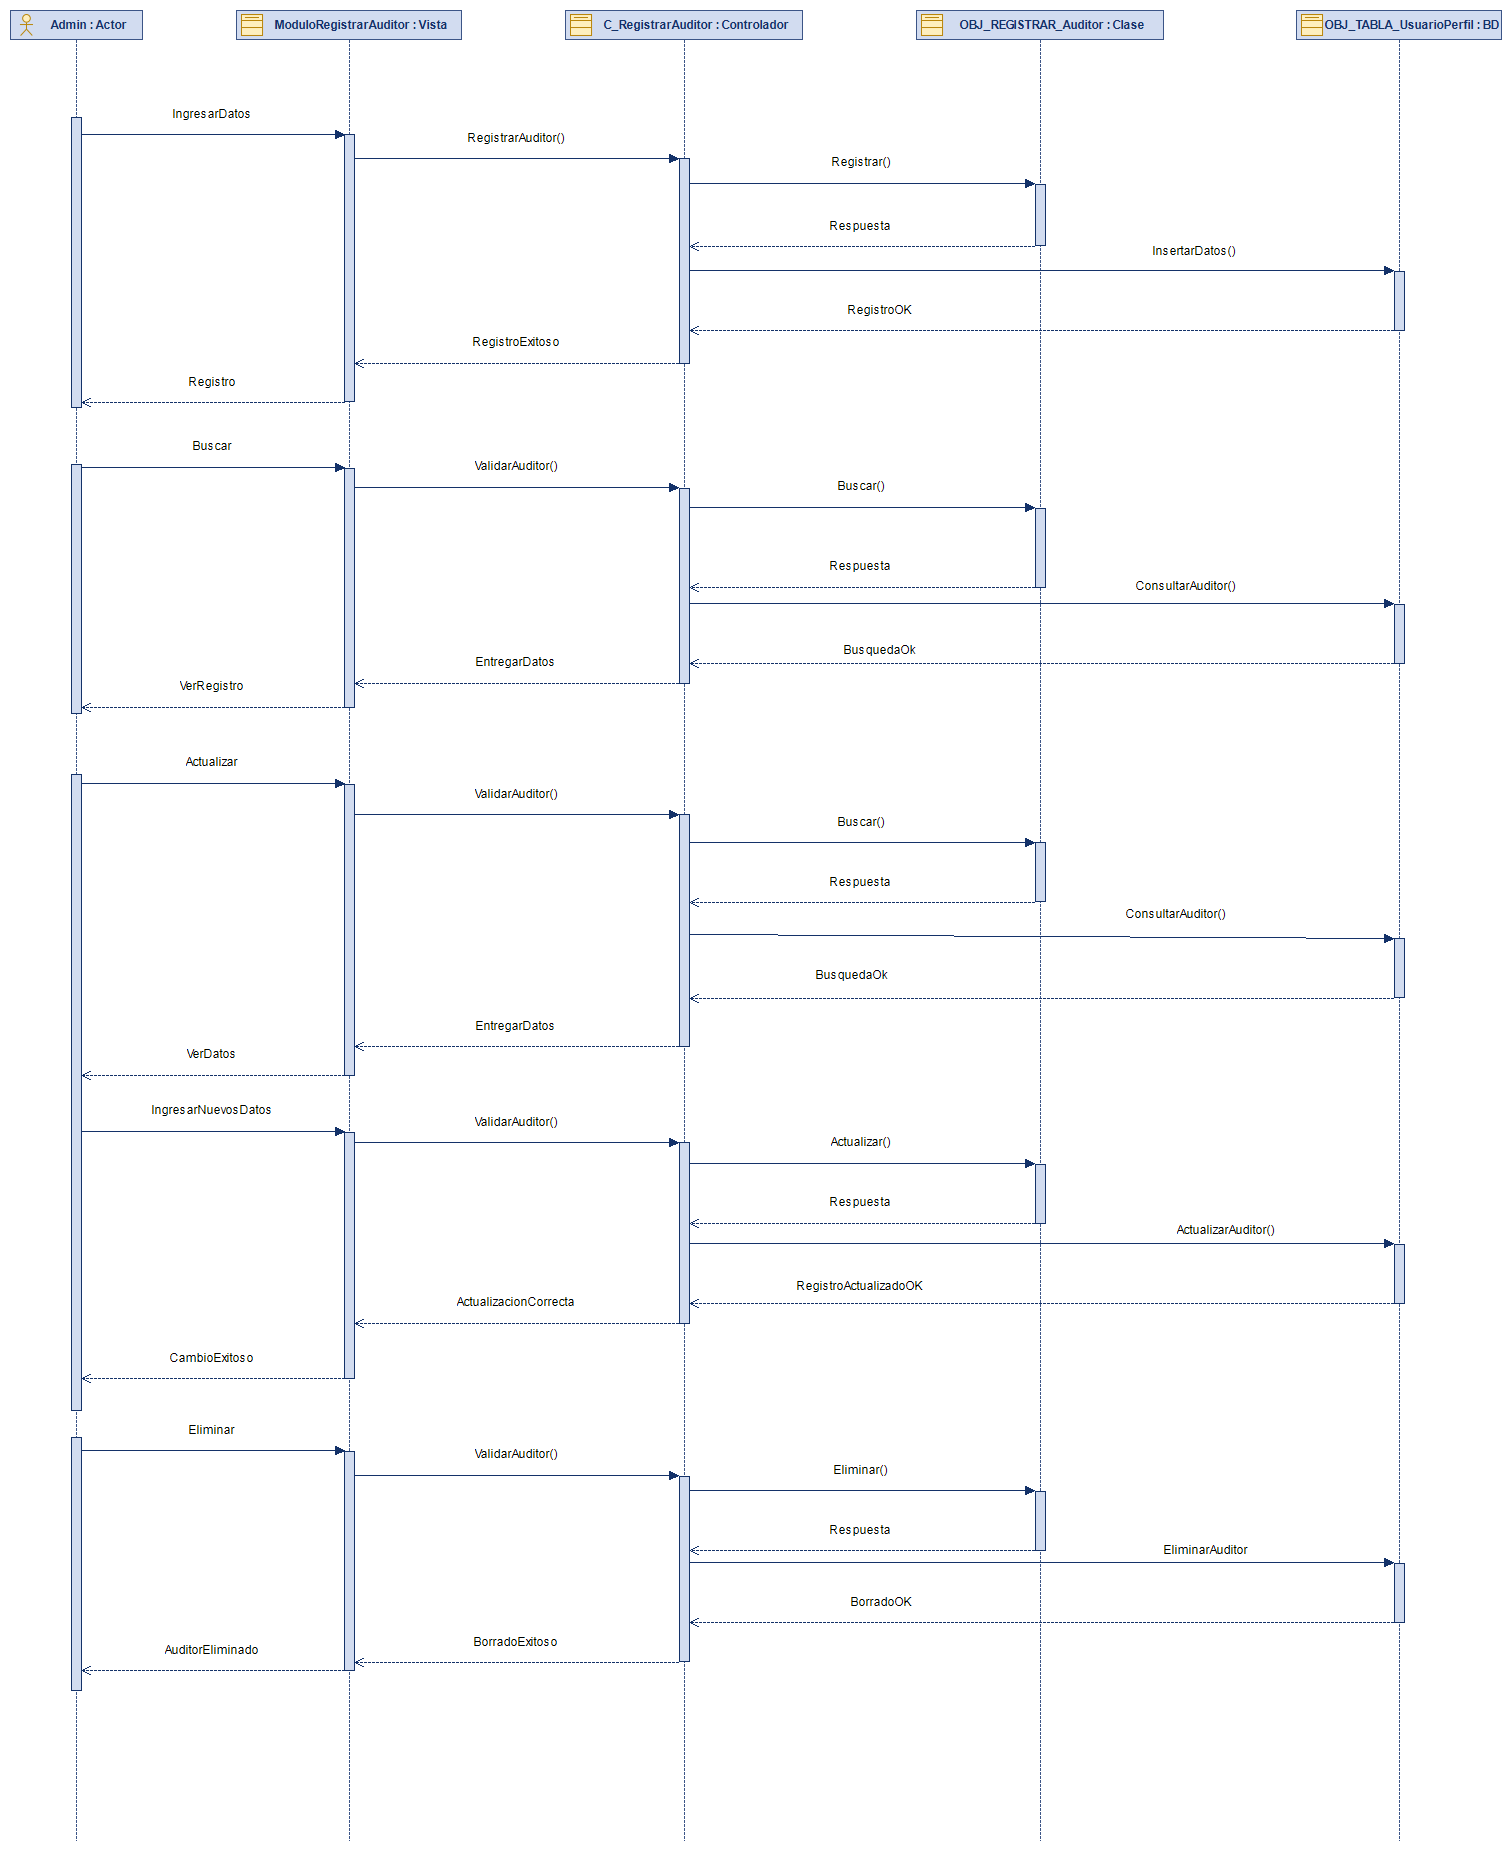 Admin : Actor
ModuloRegistrarAuditor : Vista
C_RegistrarAuditor : Controlador
OBJ_REGISTRAR_Auditor : Clase
OBJ_TABLA_UsuarioPerfil : BD
IngresarDatos
RegistrarAuditor()
Registrar()
Respuesta
InsertarDatos()
RegistroOK
RegistroExitoso
Registro
Buscar
ValidarAuditor()
Buscar()
Respuesta
ConsultarAuditor()
BusquedaOk
EntregarDatos
VerRegistro
Actualizar
ValidarAuditor()
Buscar()
Respuesta
ConsultarAuditor()
BusquedaOk
EntregarDatos
VerDatos
IngresarNuevosDatos
ValidarAuditor()
Actualizar()
Respuesta
ActualizarAuditor()
RegistroActualizadoOK
ActualizacionCorrecta
CambioExitoso
Eliminar
ValidarAuditor()
Eliminar()
Respuesta
EliminarAuditor
BorradoOK
BorradoExitoso
AuditorEliminado